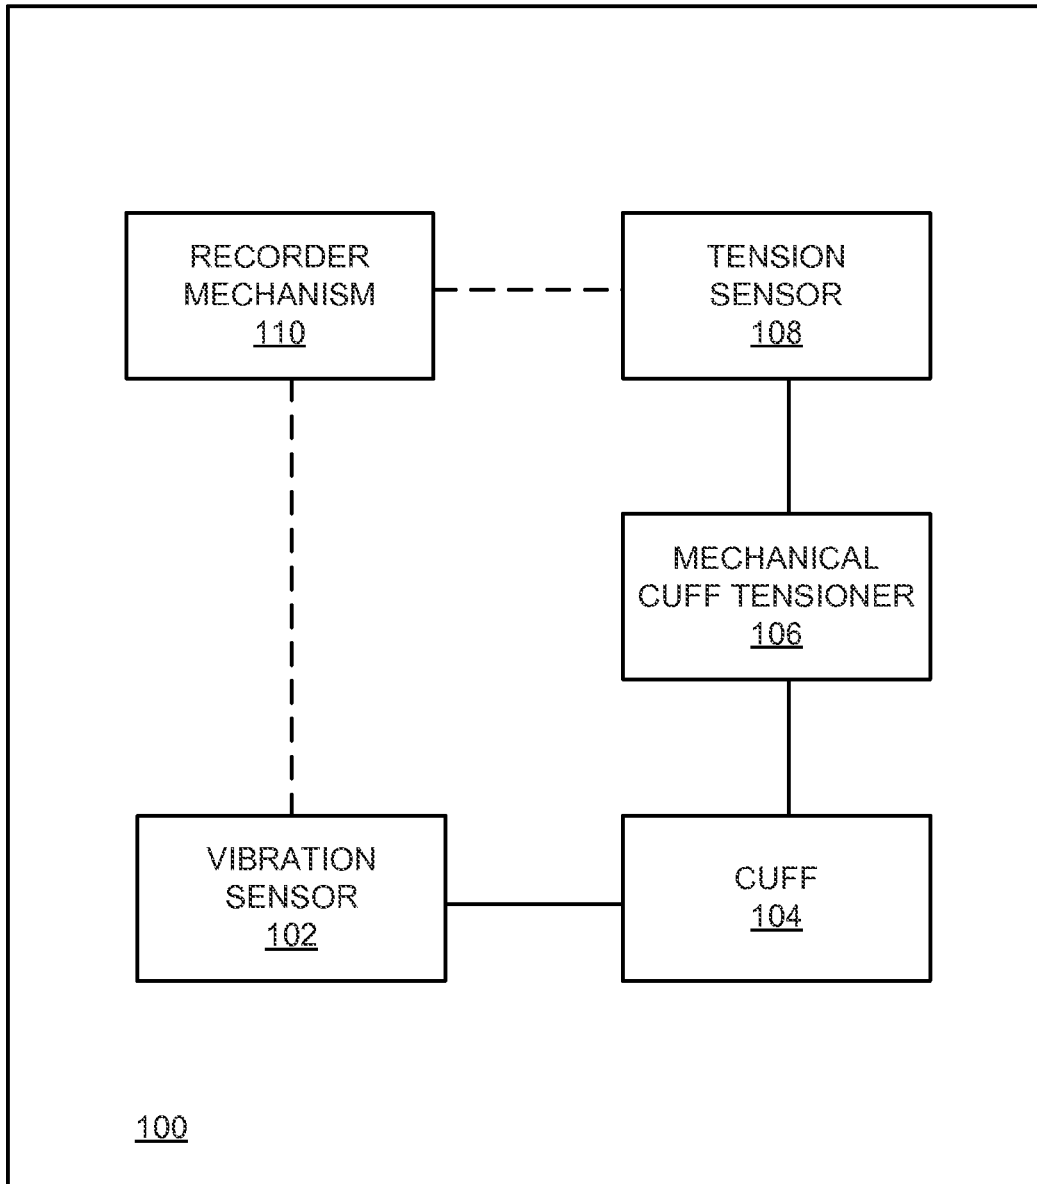 RECORDER
MECHANISM
110
TENSION
SENSOR
108
MECHANICAL
CUFF TENSIONER
106
VIBRATION
SENSOR
102
CUFF
104
100